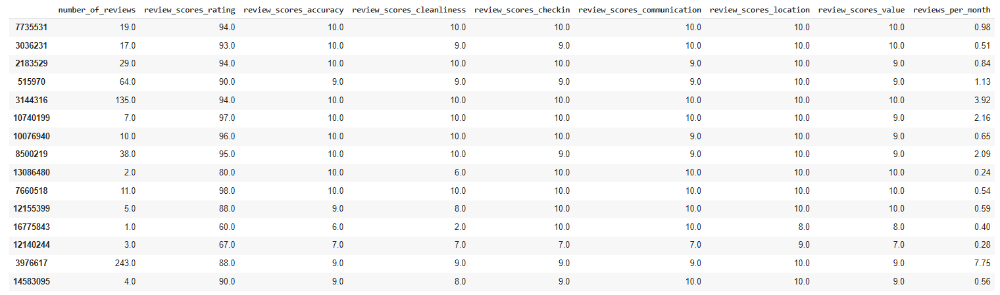 number_of_reviews review_scores_rating review_scores_accuracy review_scores_cleanliness review_scores_checkin review_scores_communication review_scores_location review_scores_value reviews_per_month
7735531 19.0 94.0 10.0 10.0 10.0 10.0 10.0 10.0 0.98
3036231 17.0 93.0 10.0 9.0 9.0 10.0 10.0 10.0 0.51
2183529 29.0 94.0 10.0 10.0 10.0 9.0 10.0 9.0 0.84
515970 64.0 90.0 9.0 9.0 9.0 9.0 10.0 9.0 1.13
3144316 135.0 94.0 10.0 10.0 10.0 10.0 10.0 10.0 3.92
10740199 7.0 97.0 10.0 10.0 10.0 10.0 10.0 9.0 2.16
10076940 10.0 96.0 10.0 10.0 10.0 9.0 10.0 9.0 0.65
8500219 38.0 95.0 10.0 10.0 9.0 9.0 10.0 9.0 2.09
13086480 2.0 80.0 10.0 6.0 10.0 10.0 10.0 10.0 0.24
7660518 11.0 98.0 10.0 10.0 10.0 10.0 10.0 10.0 0.54
12155399 5.0 88.0 9.0 8.0 10.0 10.0 10.0 10.0 0.59
16775843 1.0 60.0 6.0 2.0 10.0 10.0 8.0 8.0 0.40
12140244 3.0 67.0 7.0 7.0 7.0 7.0 9.0 7.0 0.28
3976617 243.0 88.0 9.0 9.0 9.0 9.0 10.0 9.0 7.75
14583095 4.0 90.0 9.0 8.0 9.0 10.0 10.0 9.0 0.56